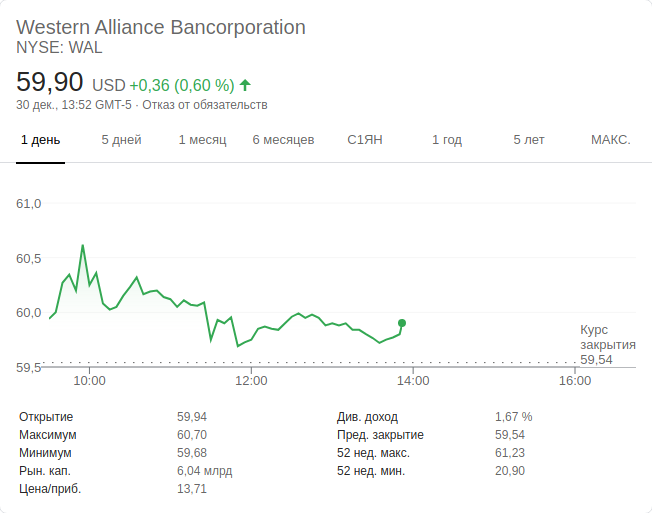 Western Alliance Bancorporation
NYSE: WAL
59,90 USD +0,36 (0,60 %)
30 дек., 13:52 GMT-5 · Отказ от обязательств
1 день 5 дней 1 месяц 6 месяцев С1ЯН 1 год 5 лет МАКС.
61,0
60,5
60,0
Курс
закрытия
59,54
59,5
10:00 12:00 14:00 16:00
Открытие 59,94 Див. доход 1,67 %
Максимум 60,70 Пред. закрытие 59,54
Минимум 59,68 52 нед. макс. 61,23
Рын. кап. 6,04 млрд 52 нед. мин. 20,90
Цена/приб. 13,71